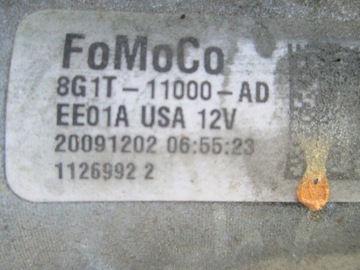 FoMoCo
8G1T-11000-AD
EE01A USA 12V
20091202 06:55:23
1126992 2